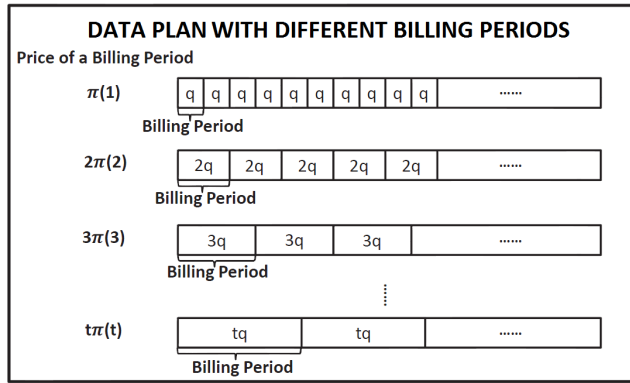 DATA PLAN WITH DIFFERENT BILLING PERIODS
Price of a Billing Period
π(1) q q q q q q q q q q ......
Billing Period
2π(2) 2q 2q 2q 2q 2q ......
Billing Period
3π(3) 3q 3q 3q ......
Billing Period
tπ(t) tq tq ......
Billing Period